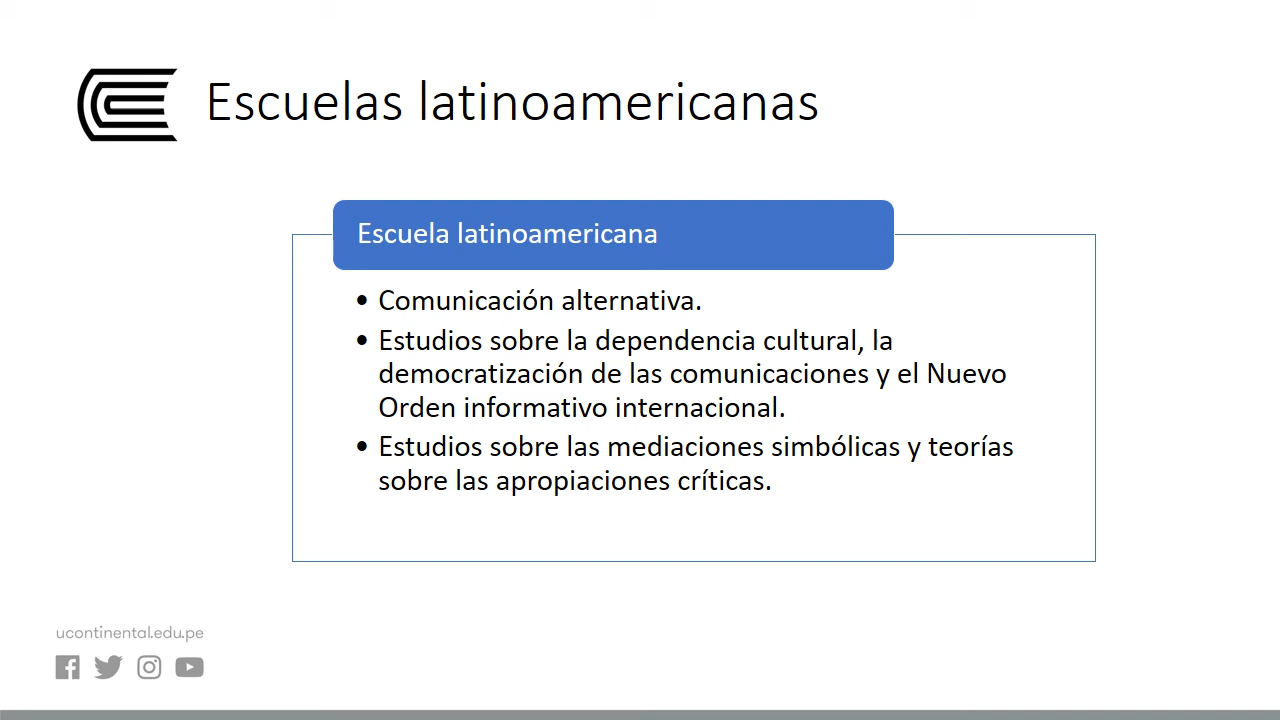 Escuelas latinoamericanas
Escuela latinoamericana
• Comunicación alternativa.
• Estudios sobre la dependencia cultural, la
democratización de las comunicaciones y el Nuevo
Orden informativo internacional.
• Estudios sobre las mediaciones simbólicas y teorías
sobre las apropiaciones críticas.
ucontinental.edu.pe